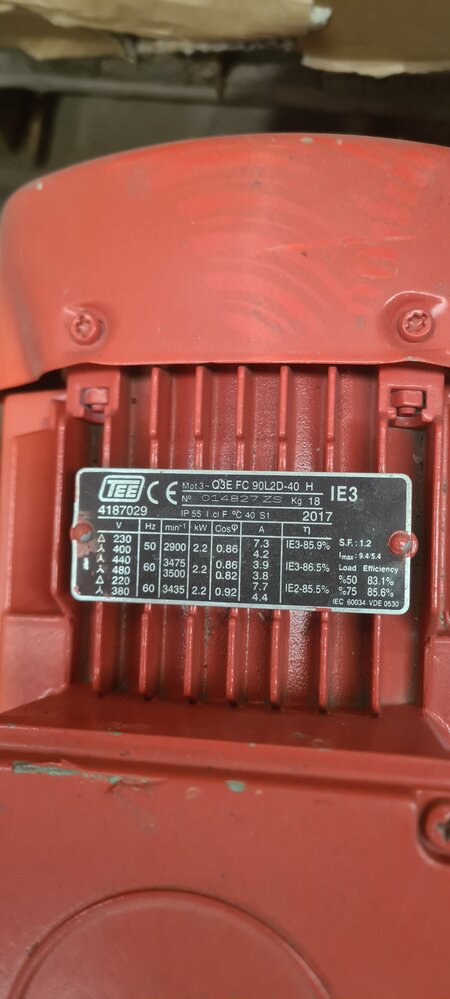 TEE CE Mot.3~ Q3E FC 90L2D-40 H IE3
Nº 014827ZS Kg 18
4187029 IP 55 I.cl F ºC 40 S1 2017
V Hz min⁻¹ kW Cosφ A η
△ 230 50 2900 2.2 0.86 7.3 IE3-85.9% S.F.: 1.2
400 4.2 Imax.: 9.4/5.4
440 60 3475 2.2 0.86 3.9 IE3-86.5% Load Efficiency
480 3500 0.82 3.8 %50 83.1%
△ 220 60 3435 2.2 0.92 7.7 IE2-85.5% %75 85.6%
380 4.4 IEC 60034 VDE 0530